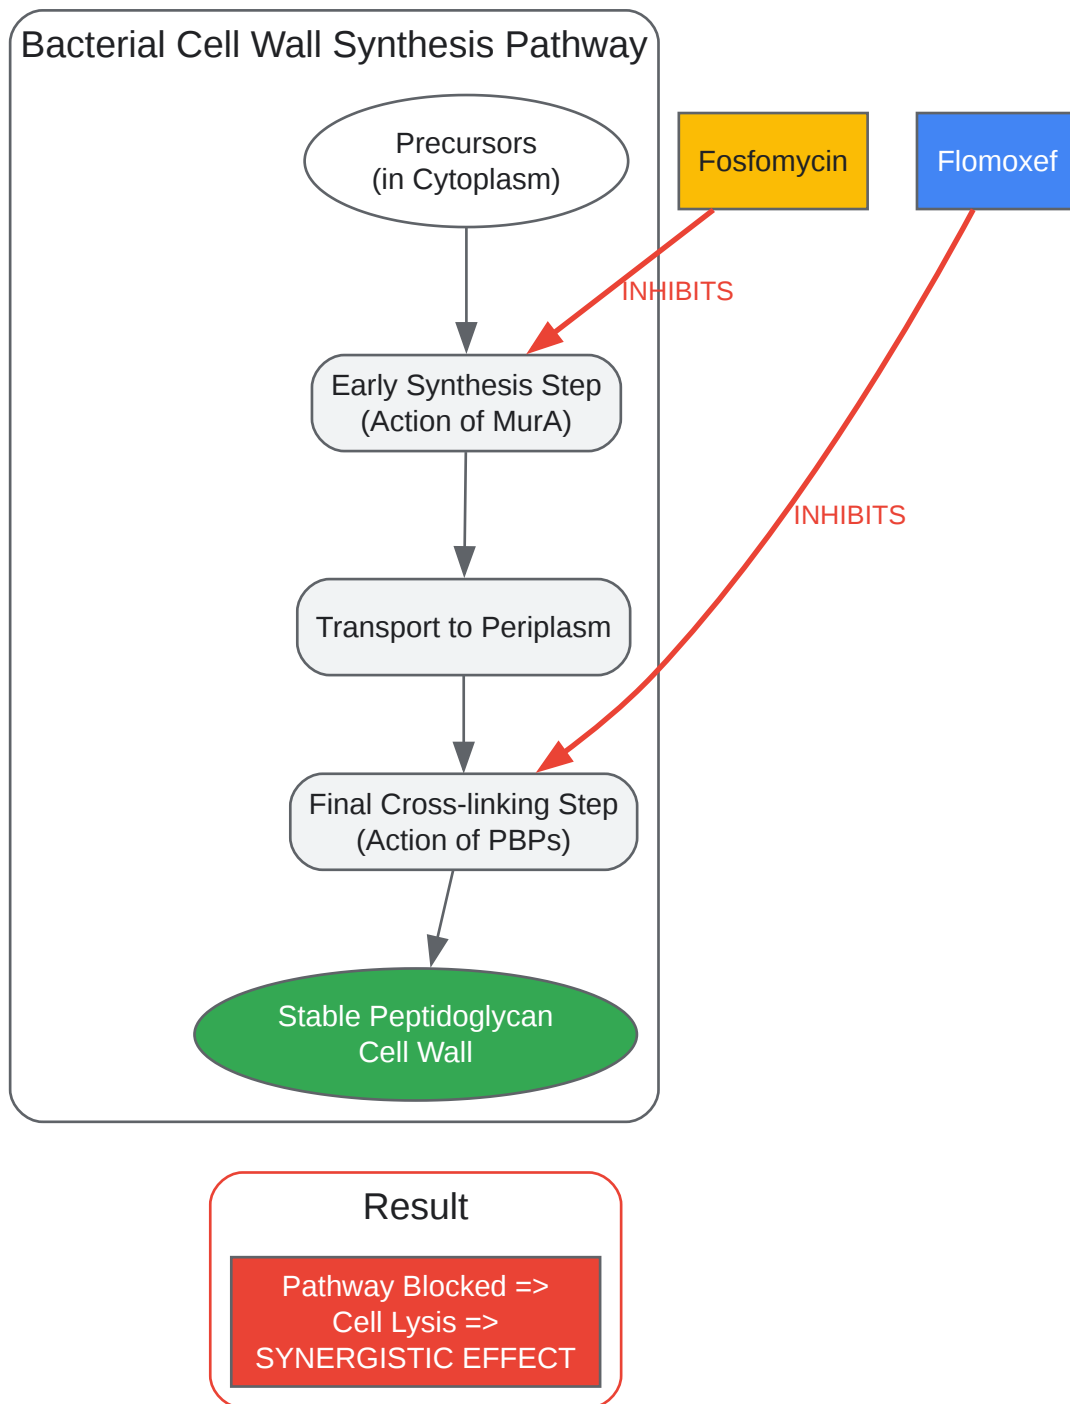 Bacterial Cell Wall Synthesis Pathway
Precursors
(in Cytoplasm)
Fosfomycin
Flomoxef
INHIBITS
Early Synthesis Step
(Action of MurA)
INHIBITS
Transport to Periplasm
Final Cross-linking Step
(Action of PBPs)
Stable Peptidoglycan
Cell Wall
Result
Pathway Blocked =>
Cell Lysis =>
SYNERGISTIC EFFECT